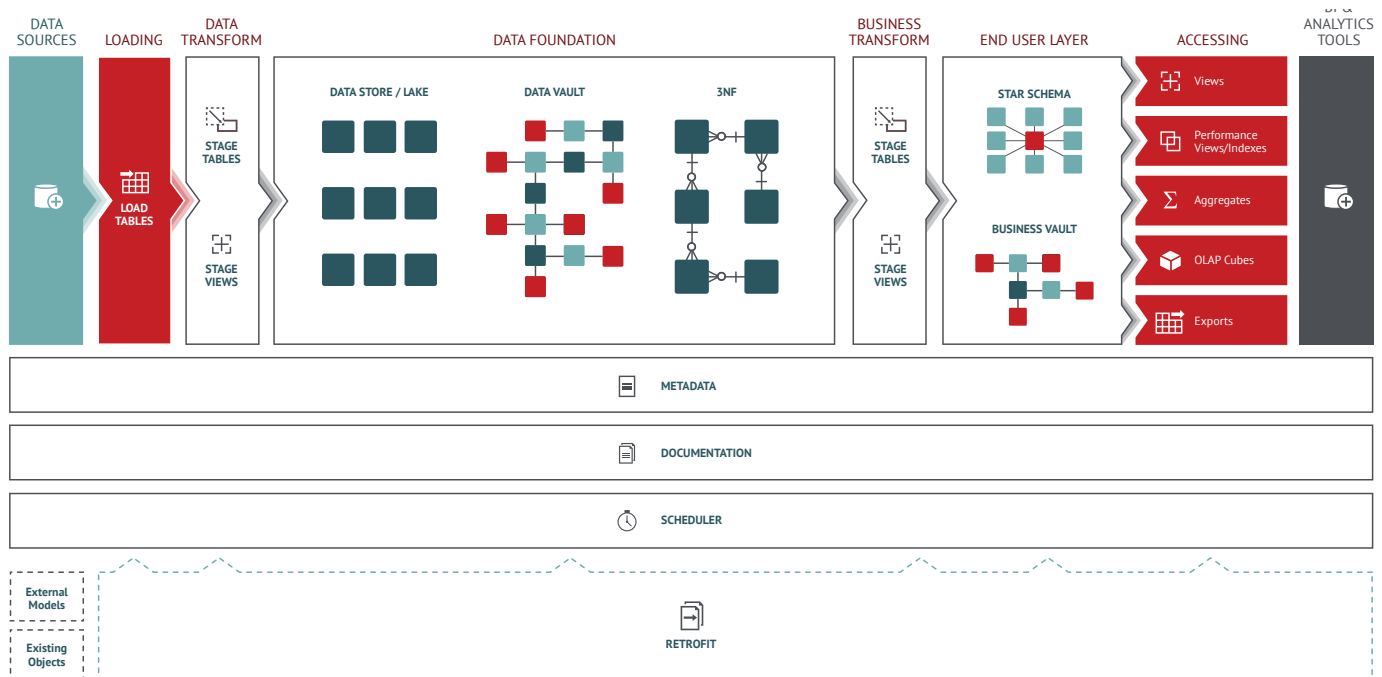 DATA
SOURCES
LOADING
DATA
TRANSFORM
DATA FOUNDATION
BUSINESS
TRANSFORM
END USER LAYER
ACCESSING
BI &
ANALYTICS
TOOLS
LOAD
TABLES
STAGE
TABLES
STAGE
VIEWS
DATA STORE / LAKE
DATA VAULT
3NF
STAGE
TABLES
STAGE
VIEWS
STAR SCHEMA
BUSINESS VAULT
Views
Performance
Views/Indexes
Aggregates
OLAP Cubes
Exports
METADATA
DOCUMENTATION
SCHEDULER
External
Models
Existing
Objects
RETROFIT